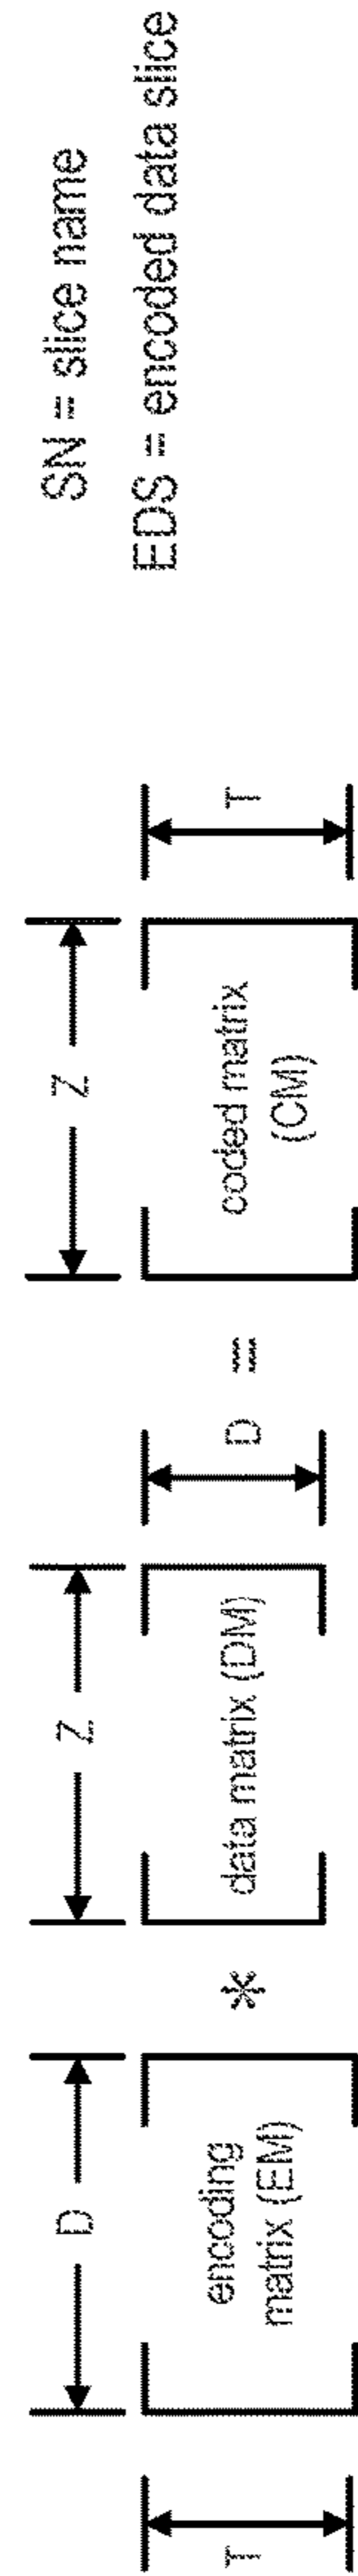 SN = slice name
EDS = encoded data slice
D
Z
Z
T
encoding
matrix (EM)
*
data matrix (DM)
D
=
coded matrix
(CM)
T